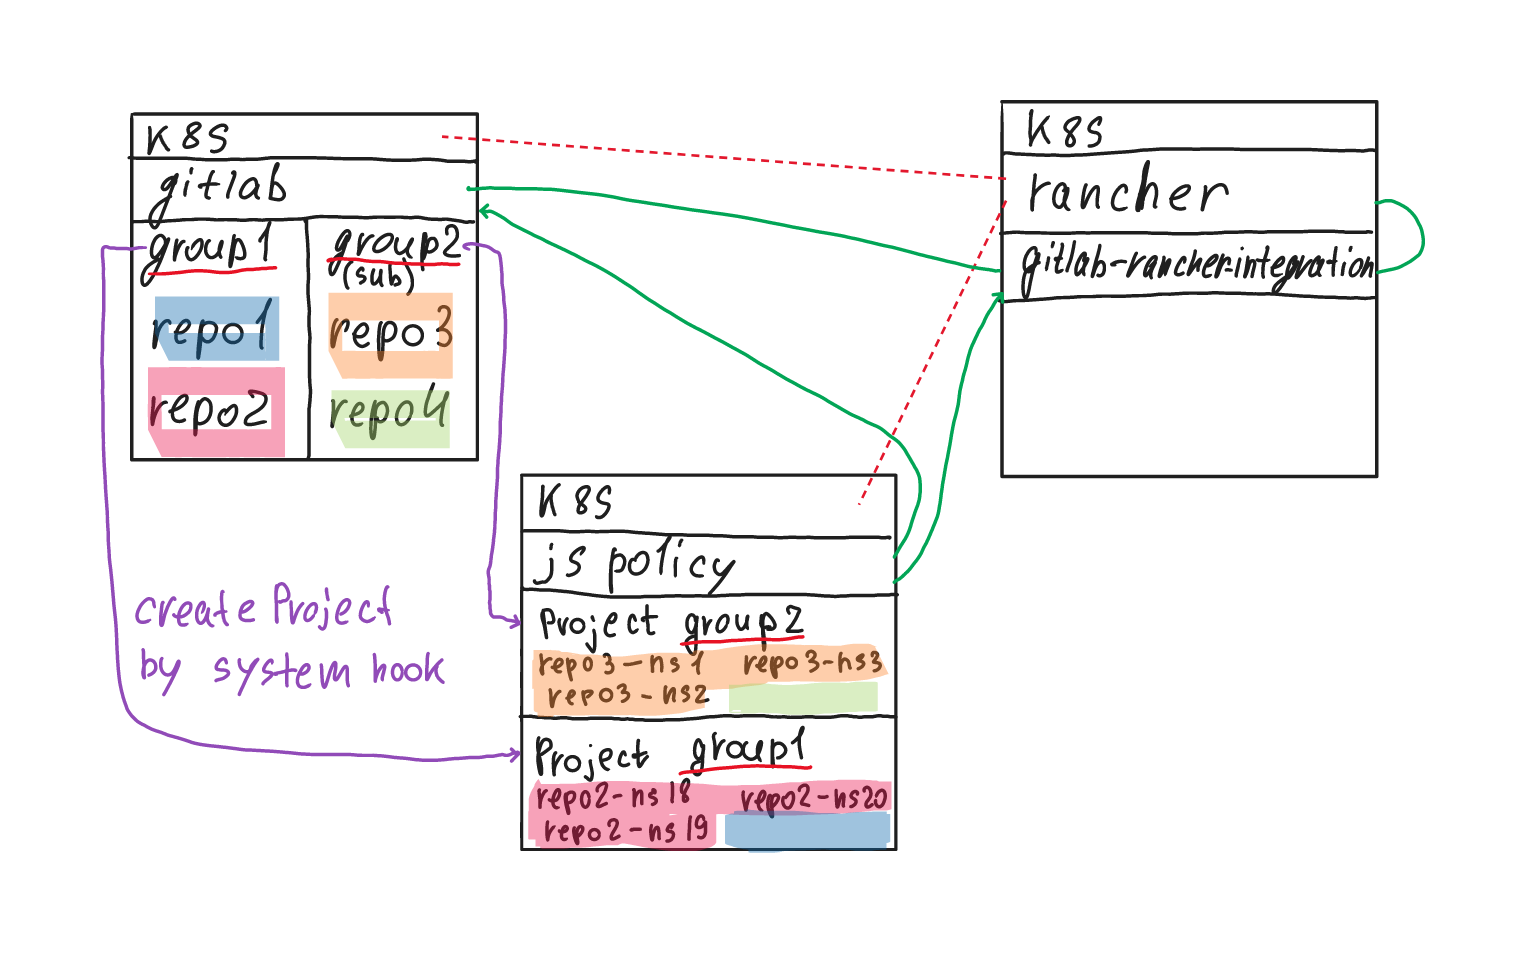 K8S
gitlab
group1
repo1
repo2
group2
(sub)
repo3
repo4
K8S
rancher
gitlab-rancher-integration
create Project
by system hook
K8S
js policy
Project group2
repo3-ns1 repo3-ns3
repo3-ns2
Project group1
repo2-ns18 repo2-ns20
repo2-ns19